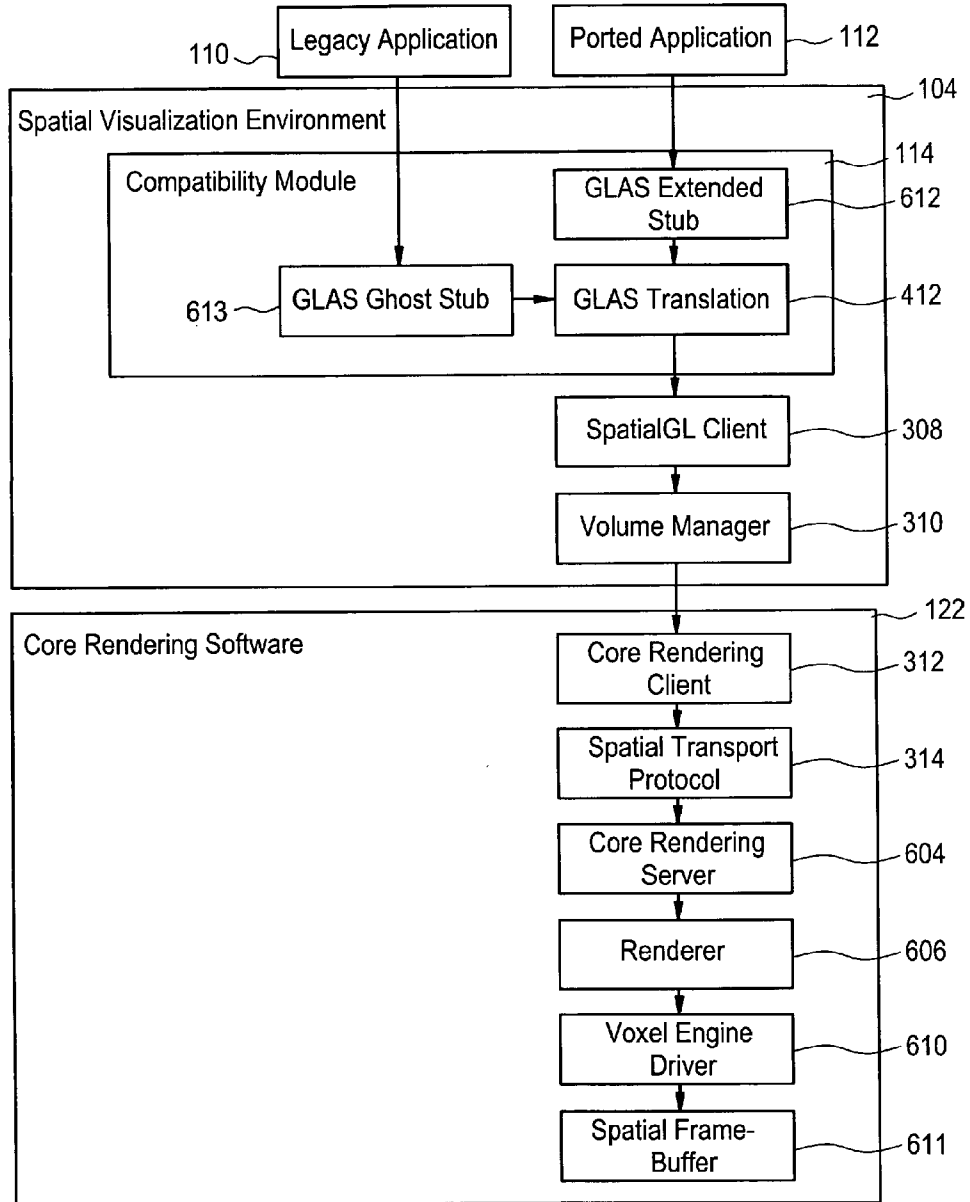 Legacy Application
110
Ported Application
112
104
Spatial Visualization Environment
114
Compatibility Module
GLAS Extended
Stub
612
GLAS Ghost Stub
613
GLAS Translation
412
SpatialGL Client
308
Volume Manager
310
122
Core Rendering Software
Core Rendering
Client
312
Spatial Transport
Protocol
314
Core Rendering
Server
604
Renderer
606
Voxel Engine
Driver
610
Spatial Frame-
Buffer
611